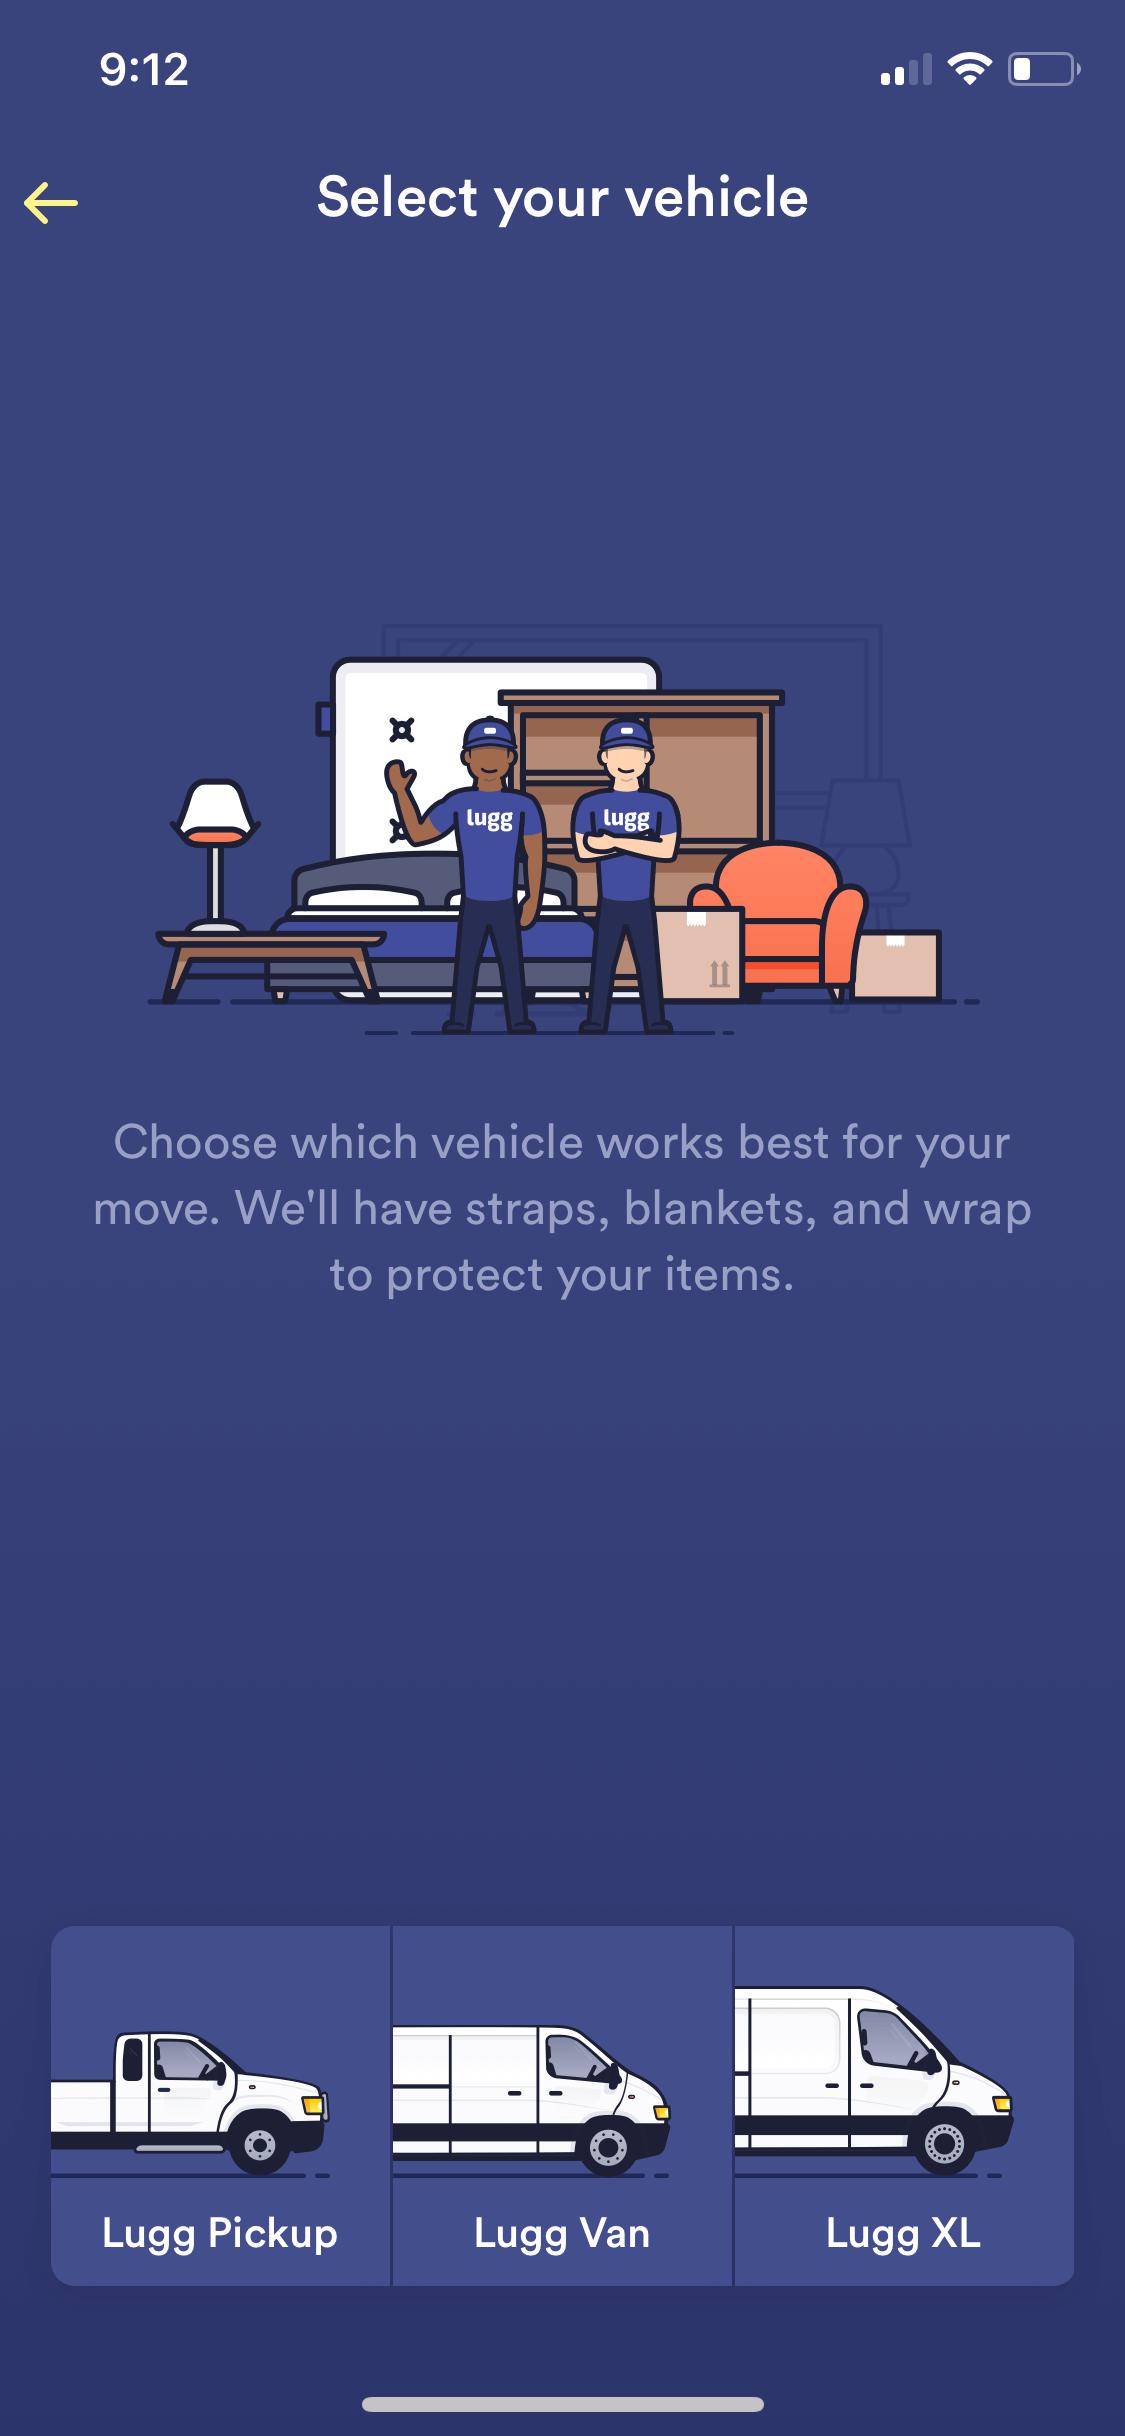 9:12
Select your vehicle
lugg lugg
Choose which vehicle works best for your
move. We'll have straps, blankets, and wrap
to protect your items.
Lugg Pickup
Lugg Van
Lugg XL